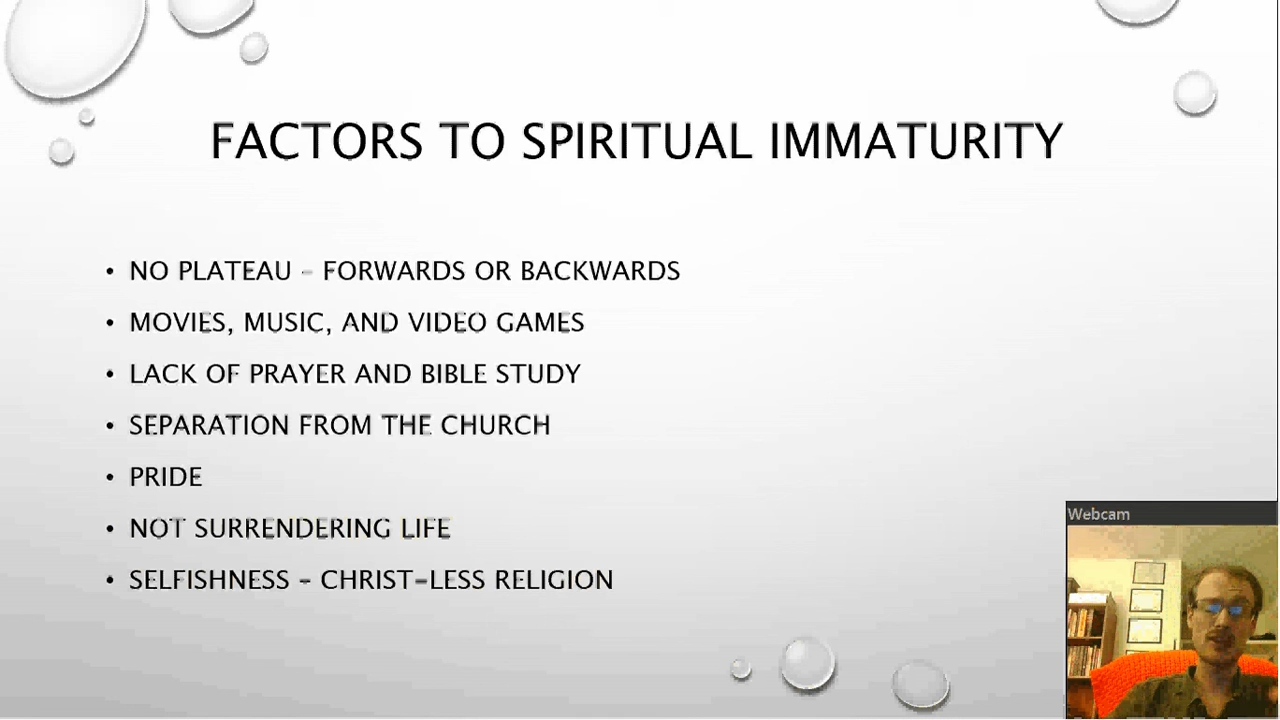 FACTORS TO SPIRITUAL IMMATURITY
• NO PLATEAU – FORWARDS OR BACKWARDS
• MOVIES, MUSIC, AND VIDEO GAMES
• LACK OF PRAYER AND BIBLE STUDY
• SEPARATION FROM THE CHURCH
• PRIDE
• NOT SURRENDERING LIFE
• SELFISHNESS – CHRIST-LESS RELIGION
Webcam